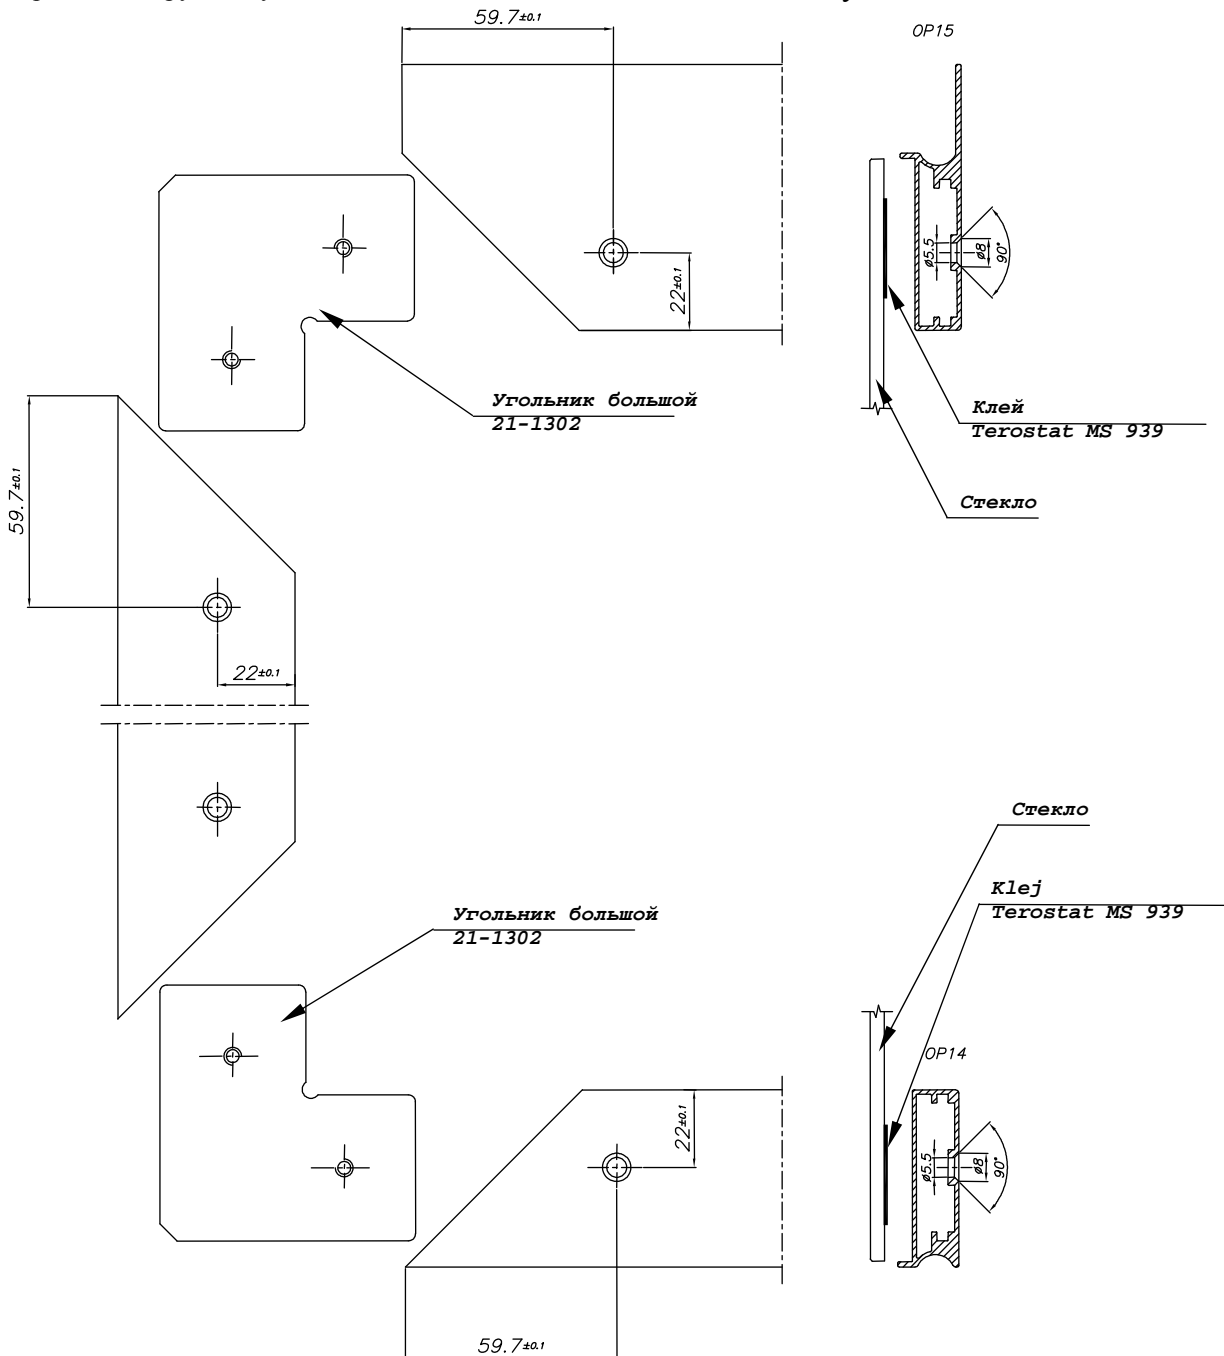 59.7±0.1
OP15
22±0.1
ø5.5
ø8
90°
Угольник большой
21-1302
Клей
Terostat MS 939
Стекло
59.7±0.1
22±0.1
Стекло
Klej
Terostat MS 939
Угольник большой
21-1302
OP14
22±0.1
ø5.5
ø8
90°
59.7±0.1